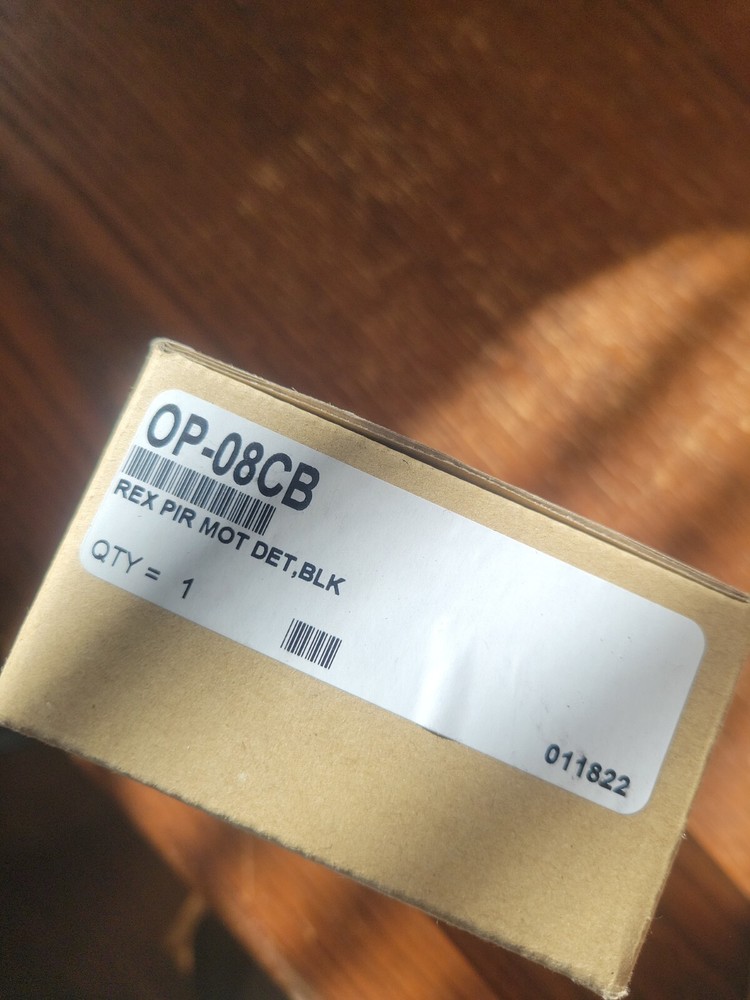 OP-08CB
REX PIR MOT DET,BLK
QTY = 1
011822